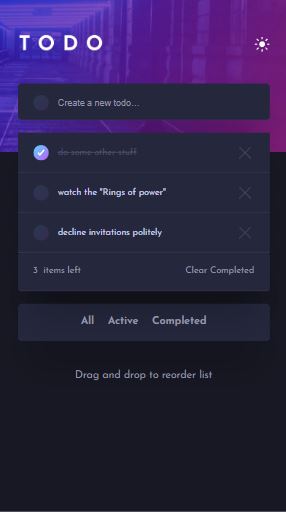 TODO
Create a new todo...
do some other stuff
watch the "Rings of power"
decline invitations politely
3 items left Clear Completed
All Active Completed
Drag and drop to reorder list